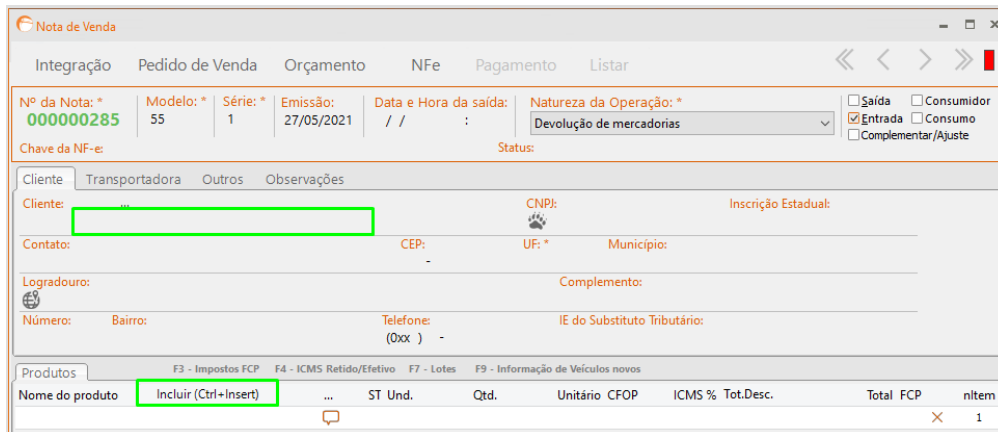 Nota de Venda
Integração Pedido de Venda Orçamento NFe Pagamento Listar
Nº da Nota: * Modelo: * Série: * Emissão: Data e Hora da saída: Natureza da Operação: * Saída Consumidor
000000285 55 1 27/05/2021 / / : Devolução de mercadorias Entrada Consumo
Complementar/Ajuste
Chave da NF-e: Status:
Cliente Transportadora Outros Observações
Cliente: ... CNPJ: Inscrição Estadual:
Contato: CEP: UF: * Município:
-
Logradouro: Complemento:
Número: Bairro: Telefone: IE do Substituto Tributário:
(0xx ) -
Produtos F3 - Impostos FCP F4 - ICMS Retido/Efetivo F7 - Lotes F9 - Informação de Veículos novos
Nome do produto Incluir (Ctrl+Insert) ... ST Und. Qtd. Unitário CFOP ICMS % Tot.Desc. Total FCP nItem
1